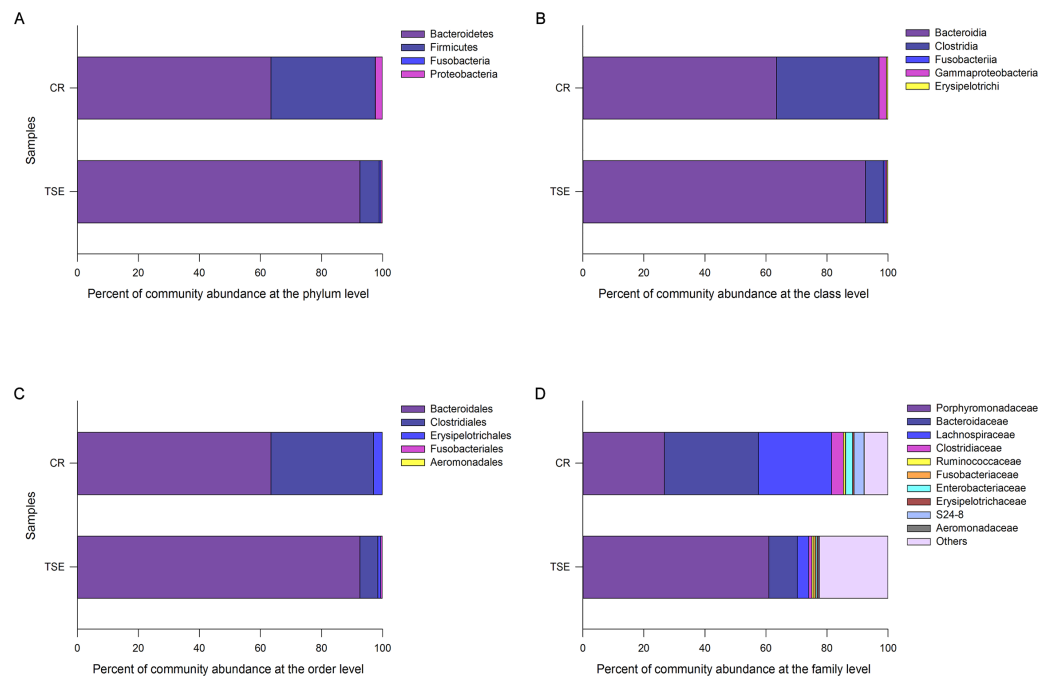 A
Bacteroidetes
Firmicutes
Fusobacteria
Proteobacteria
CR
TSE
Samples
0 20 40 60 80 100
Percent of community abundance at the phylum level
B
Bacteroidia
Clostridia
Fusobacteriia
Gammaproteobacteria
Erysipelotrichi
CR
TSE
0 20 40 60 80 100
Percent of community abundance at the class level
C
Bacteroidales
Clostridiales
Erysipelotrichales
Fusobacteriales
Aeromonadales
CR
TSE
Samples
0 20 40 60 80 100
Percent of community abundance at the order level
D
Porphyromonadaceae
Bacteroidaceae
Lachnospiraceae
Clostridiaceae
Ruminococcaceae
Fusobacteriaceae
Enterobacteriaceae
Erysipelotrichaceae
S24-8
Aeromonadaceae
Others
CR
TSE
0 20 40 60 80 100
Percent of community abundance at the family level